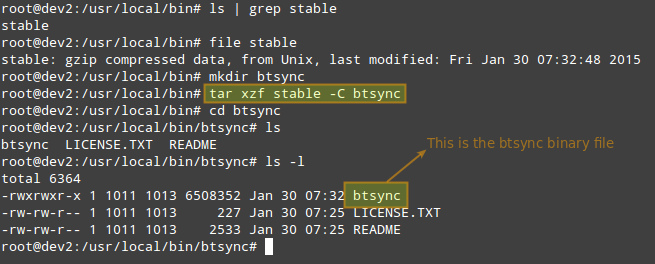 root@dev2:/usr/local/bin# ls | grep stable
stable
root@dev2:/usr/local/bin# file stable
stable: gzip compressed data, from Unix, last modified: Fri Jan 30 07:32:48 2015
root@dev2:/usr/local/bin# mkdir btsync
root@dev2:/usr/local/bin# tar xzf stable -C btsync
root@dev2:/usr/local/bin# cd btsync
root@dev2:/usr/local/bin/btsync# ls
btsync  LICENSE.TXT  README
This is the btsync binary file
root@dev2:/usr/local/bin/btsync# ls -l
total 6364
-rwxrwxr-x 1 1011 1013 6508352 Jan 30 07:32 btsync
-rw-rw-r-- 1 1011 1013     227 Jan 30 07:25 LICENSE.TXT
-rw-rw-r-- 1 1011 1013    2533 Jan 30 07:25 README
root@dev2:/usr/local/bin/btsync#